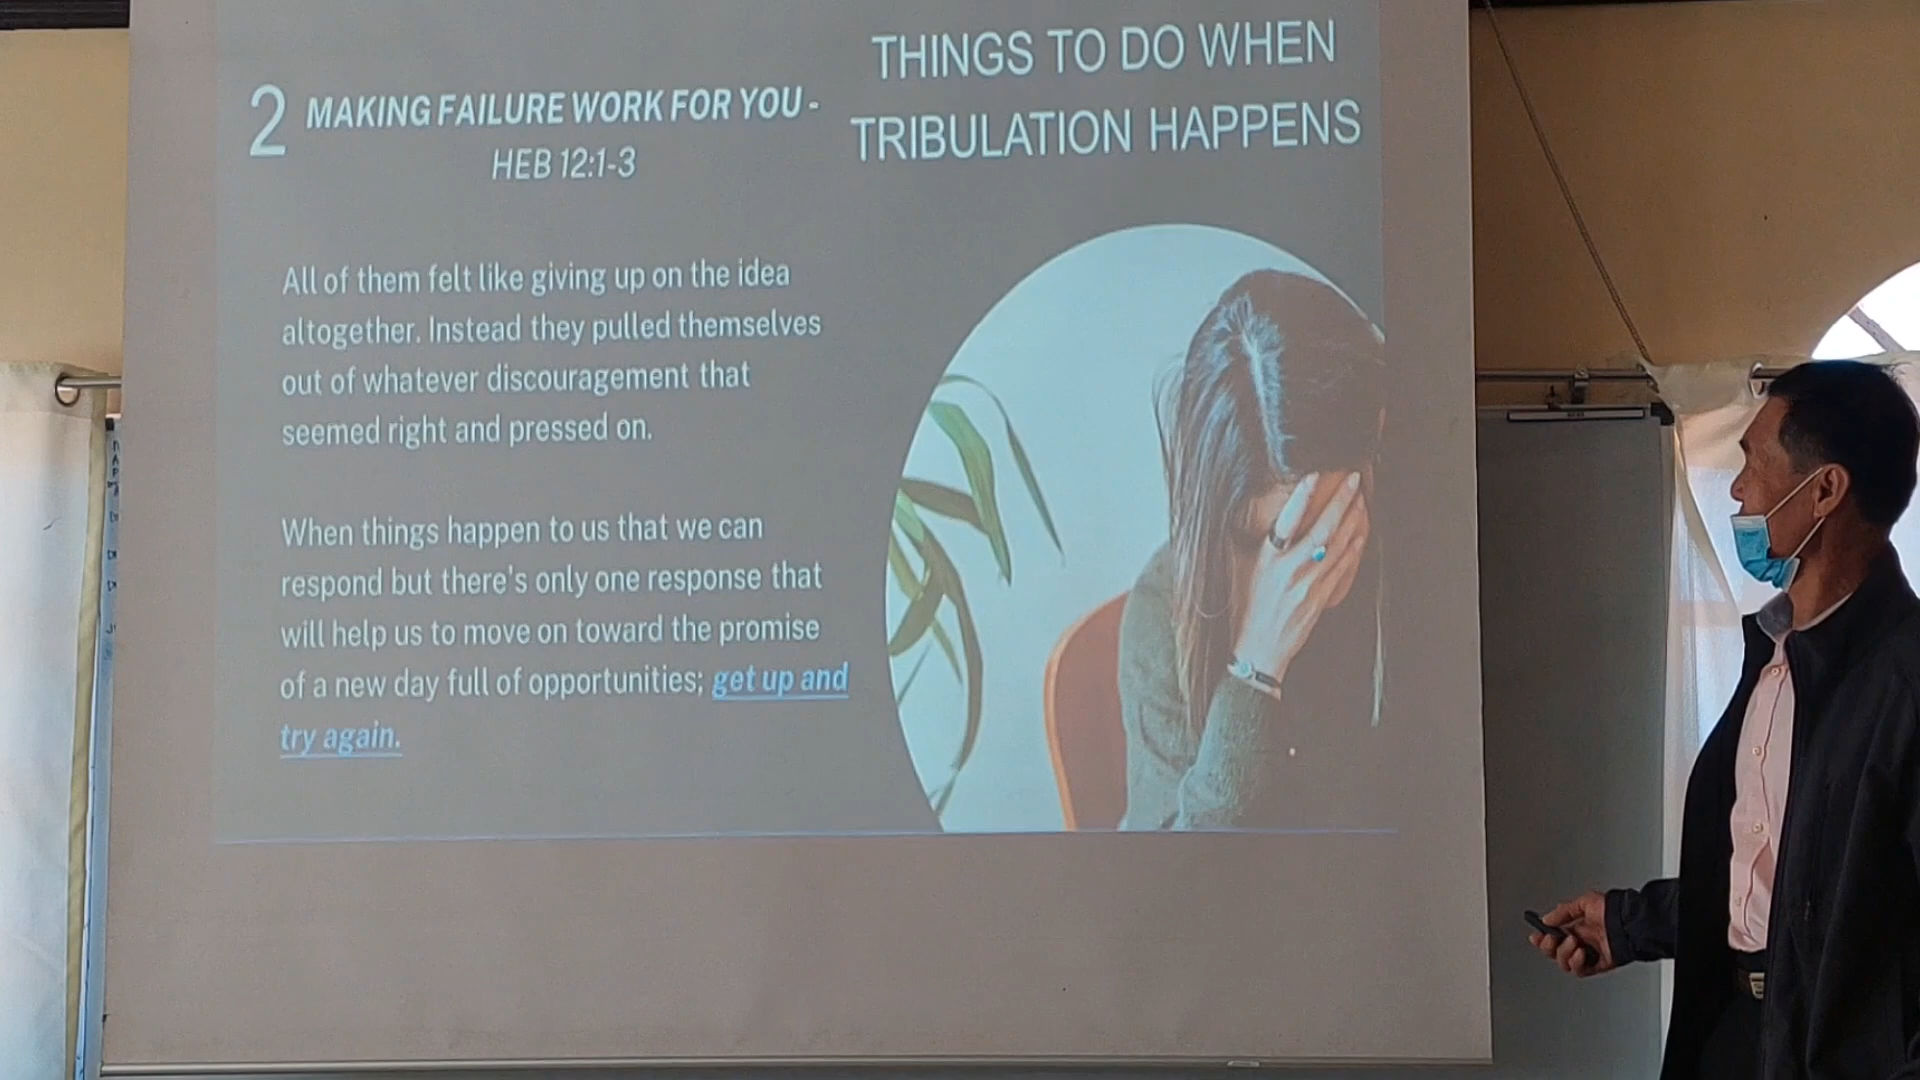 THINGS TO DO WHEN
TRIBULATION HAPPENS
2 MAKING FAILURE WORK FOR YOU -
HEB 12:1-3
All of them felt like giving up on the idea
altogether. Instead they pulled themselves
out of whatever discouragement that
seemed right and pressed on.
When things happen to us that we can
respond but there's only one response that
will help us to move on toward the promise
of a new day full of opportunities; get up and
try again.